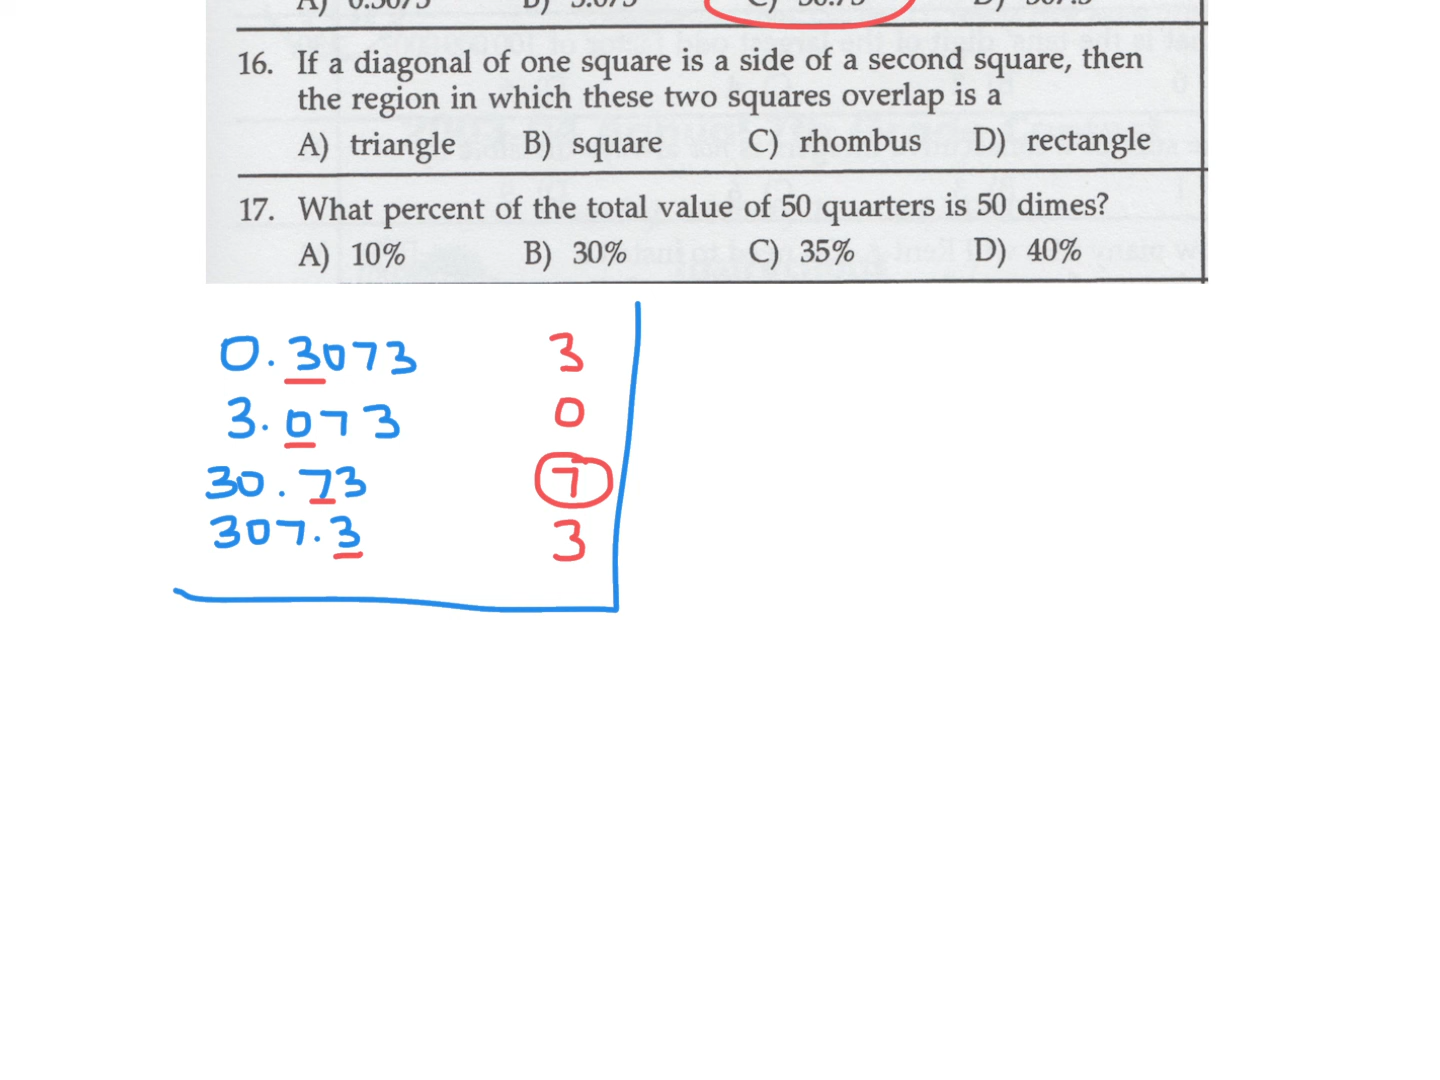 16. If a diagonal of one square is a side of a second square, then
the region in which these two squares overlap is a
A) triangle B) square C) rhombus D) rectangle
17. What percent of the total value of 50 quarters is 50 dimes?
A) 10% B) 30% C) 35% D) 40%
0.3073 3
3.073 0
30.73 7
307.3 3